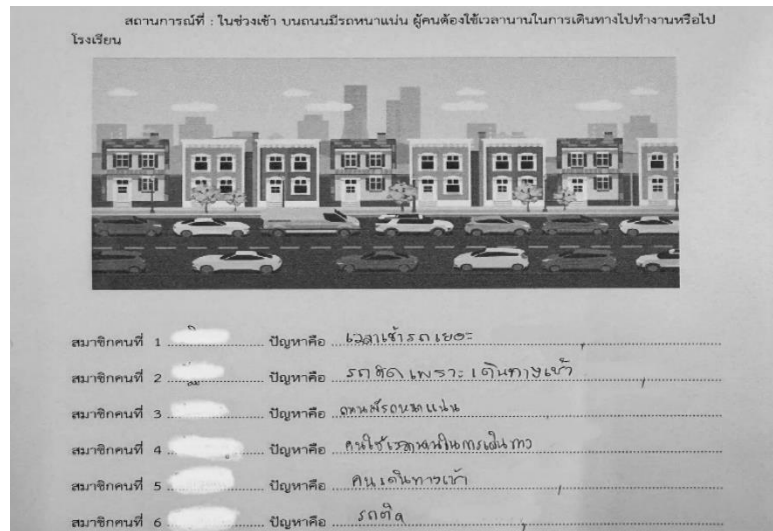 สถานการณ์ที่ : ในช่วงเช้า บนถนนมีรถหนาแน่น ผู้คนต้องใช้เวลานานในการเดินทางไปทำงานหรือไป
โรงเรียน
สมาชิกคนที่ 1 ปัญหาคือ เวลาเช้ารถเยอะ
สมาชิกคนที่ 2 ปัญหาคือ รถติดเพราะเดินทางเช้า
สมาชิกคนที่ 3 ปัญหาคือ ถนนมีรถหนาแน่น
สมาชิกคนที่ 4 ปัญหาคือ คนใช้เวลานานในการเดินทาง
สมาชิกคนที่ 5 ปัญหาคือ คนเดินทางเช้า
สมาชิกคนที่ 6 ปัญหาคือ รถติด